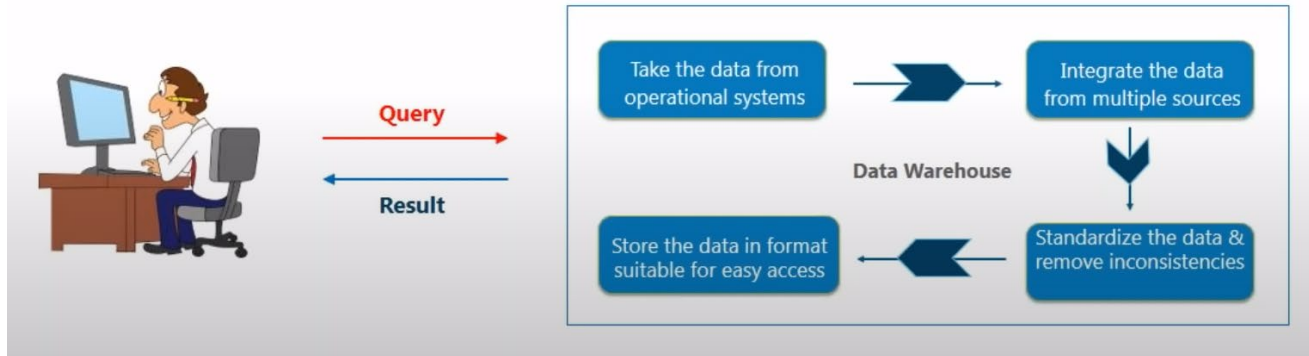 Query
Result
Take the data from
operational systems
Integrate the data
from multiple sources
Data Warehouse
Standardize the data &
remove inconsistencies
Store the data in format
suitable for easy access